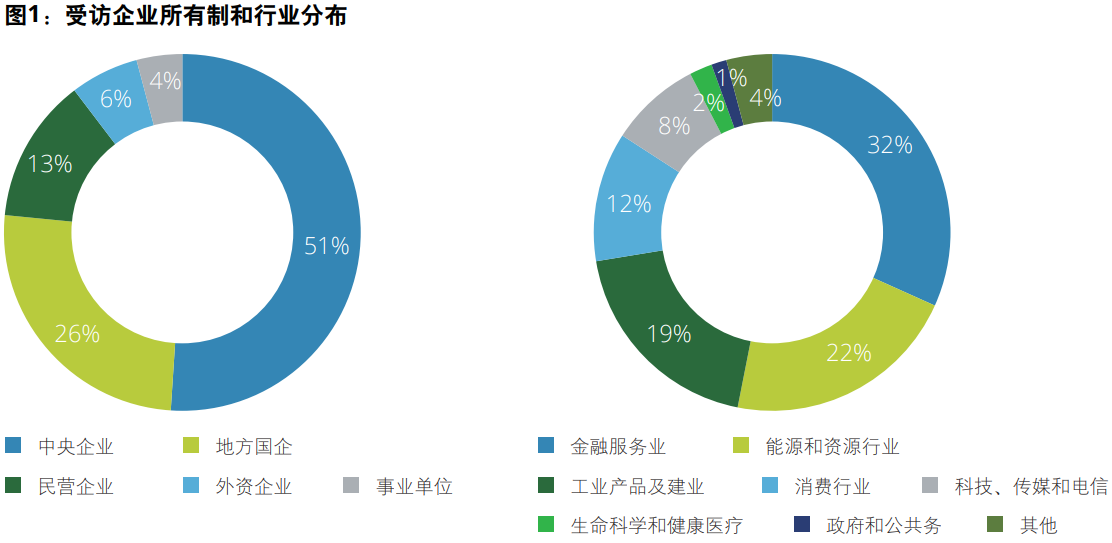 图1：受访企业所有制和行业分布
4%
6%
13%
51%
26%
中央企业 地方国企
民营企业 外资企业 事业单位
1%
4%
2%
8%
32%
12%
19%
22%
金融服务业 能源和资源行业
工业产品及建业 消费行业 科技、传媒和电信
生命科学和健康医疗 政府和公共务 其他